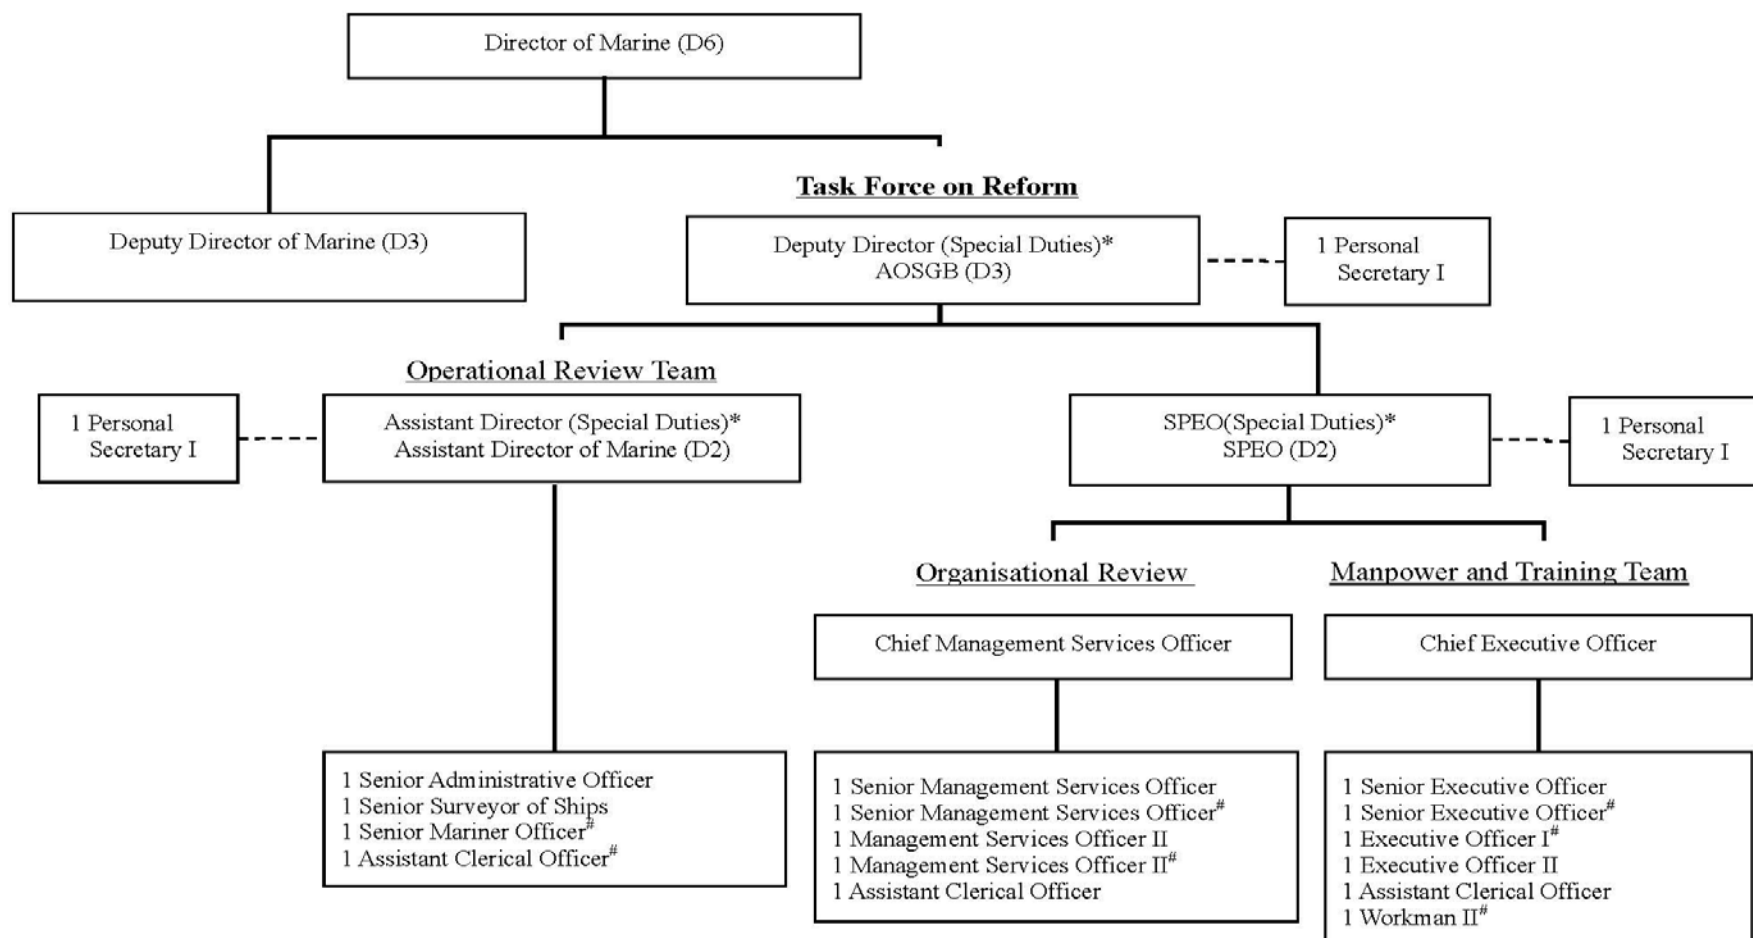 Director of Marine (D6)
Task Force on Reform
Deputy Director of Marine (D3)
Deputy Director (Special Duties)*
AOSGB (D3)
1 Personal
Secretary I
Operational Review Team
1 Personal
Secretary I
Assistant Director (Special Duties)*
Assistant Director of Marine (D2)
SPEO(Special Duties)*
SPEO (D2)
1 Personal
Secretary I
Organisational Review
Manpower and Training Team
Chief Management Services Officer
Chief Executive Officer
1 Senior Administrative Officer
1 Senior Surveyor of Ships
1 Senior Mariner Officer#
1 Assistant Clerical Officer#
1 Senior Management Services Officer
1 Senior Management Services Officer#
1 Management Services Officer II
1 Management Services Officer II#
1 Assistant Clerical Officer
1 Senior Executive Officer
1 Senior Executive Officer#
1 Executive Officer I#
1 Executive Officer II
1 Assistant Clerical Officer
1 Workman II#